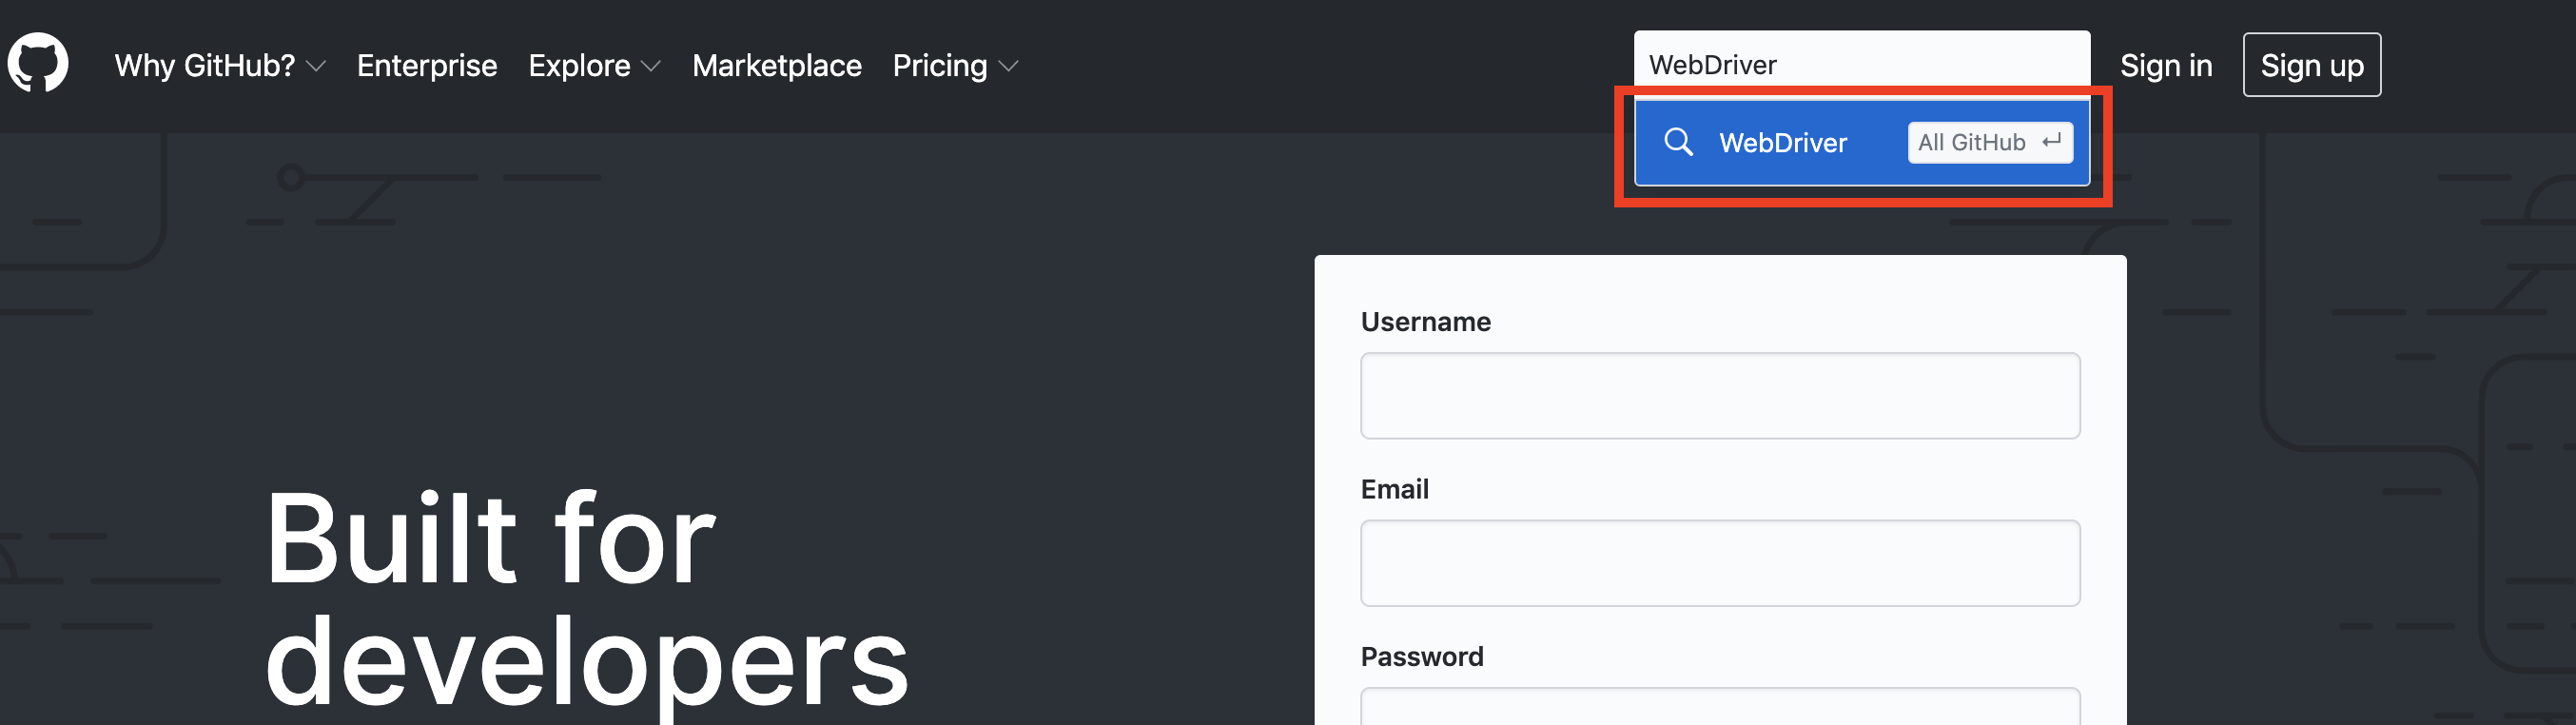 Why GitHub? Enterprise Explore Marketplace Pricing WebDriver Sign in Sign up
WebDriver All GitHub ↵
Username
Email
Built for
developers
Password